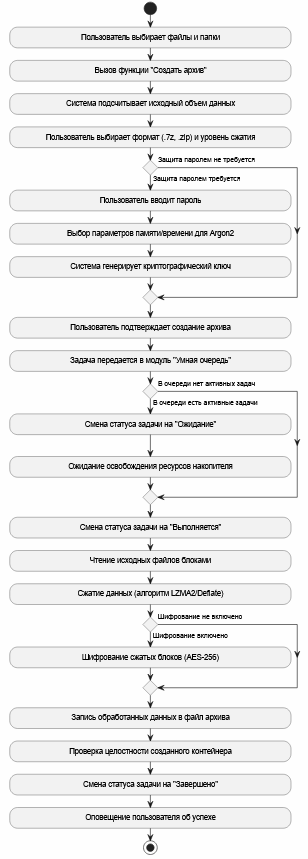 Пользователь выбирает файлы и папки
Вызов функции "Создать архив"
Система подсчитывает исходный объем данных
Пользователь выбирает формат (.7z, .zip) и уровень сжатия
Защита паролем не требуется
Защита паролем требуется
Пользователь вводит пароль
Выбор параметров памяти/времени для Argon2
Система генерирует криптографический ключ
Пользователь подтверждает создание архива
Задача передается в модуль "Умная очередь"
В очереди нет активных задач
В очереди есть активные задачи
Смена статуса задачи на "Ожидание"
Ожидание освобождения ресурсов накопителя
Смена статуса задачи на "Выполняется"
Чтение исходных файлов блоками
Сжатие данных (алгоритм LZMA2/Deflate)
Шифрование не включено
Шифрование включено
Шифрование сжатых блоков (AES-256)
Запись обработанных данных в файл архива
Проверка целостности созданного контейнера
Смена статуса задачи на "Завершено"
Оповещение пользователя об успехе